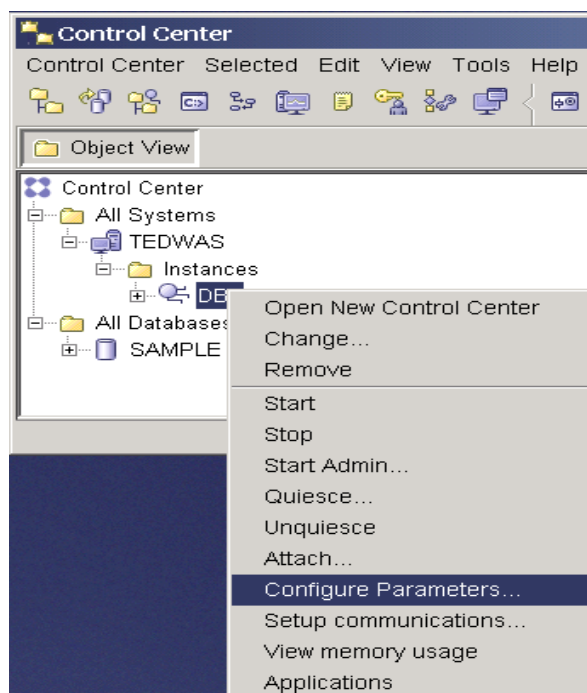 Control Center
Control Center Selected Edit View Tools Help
Object View
Control Center
All Systems
TEDWAS
Instances
All Databases
SAMPLE
Open New Control Center
Change...
Remove
Start
Stop
Start Admin...
Quiesce...
Unquiesce
Attach...
Configure Parameters...
Setup communications...
View memory usage
Applications